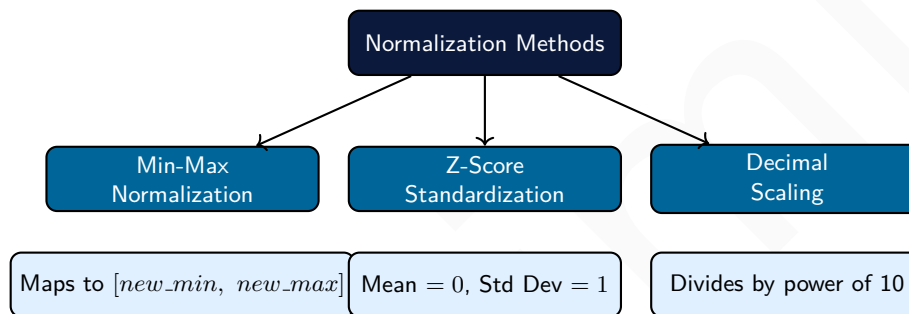 Normalization Methods
Min-Max
Normalization
Z-Score
Standardization
Decimal
Scaling
Maps to [new_min, new_max]
Mean = 0, Std Dev = 1
Divides by power of 10